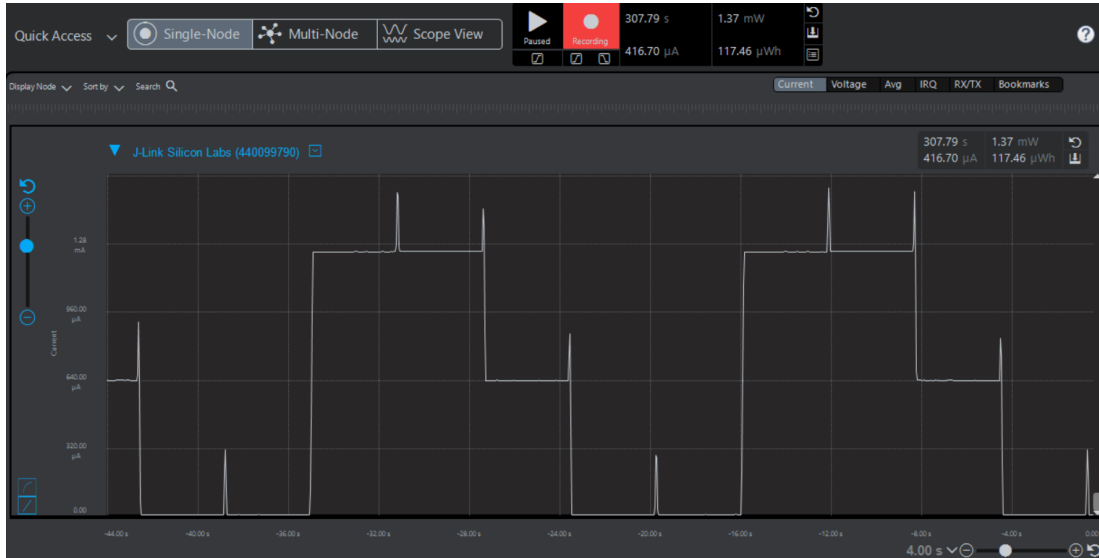 Quick Access Single-Node Multi-Node Scope View
Paused Recording
307.79 s 1.37 mW
416.70 µA 117.46 µWh
?
Display Node Sort by Search
Current Voltage Avg IRQ RX/TX Bookmarks
J-Link Silicon Labs (440099790)
307.79 s 1.37 mW
416.70 µA 117.46 µWh
1.28
mA
960.00
µA
Current
640.00
µA
320.00
µA
0.00
-44.00 s -40.00 s -36.00 s -32.00 s -28.00 s -24.00 s -20.00 s -16.00 s -12.00 s -8.00 s -4.00 s 0.00
4.00 s